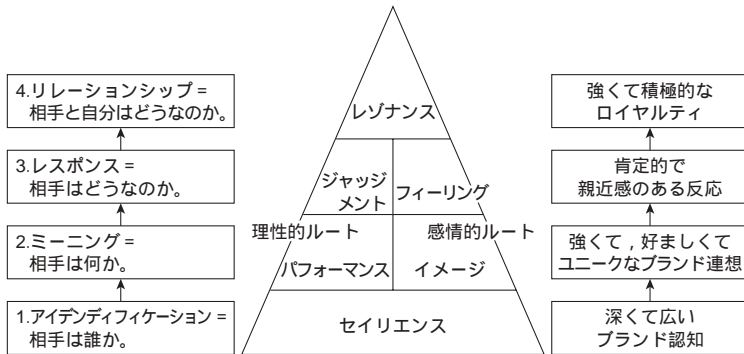 4.リレーションシップ =
相手と自分はどうなのか。
3.レスポンス =
相手はどうなのか。
2.ミーニング =
相手は何か。
1.アイデンディフィケーション =
相手は誰か。
レゾナンス
ジャッジ
メント
フィーリング
理性的ルート
感情的ルート
パフォーマンス
イメージ
セイリエンス
強くて積極的な
ロイヤルティ
肯定的で
親近感のある反応
強くて，好ましくて
ユニークなブランド連想
深くて広い
ブランド認知